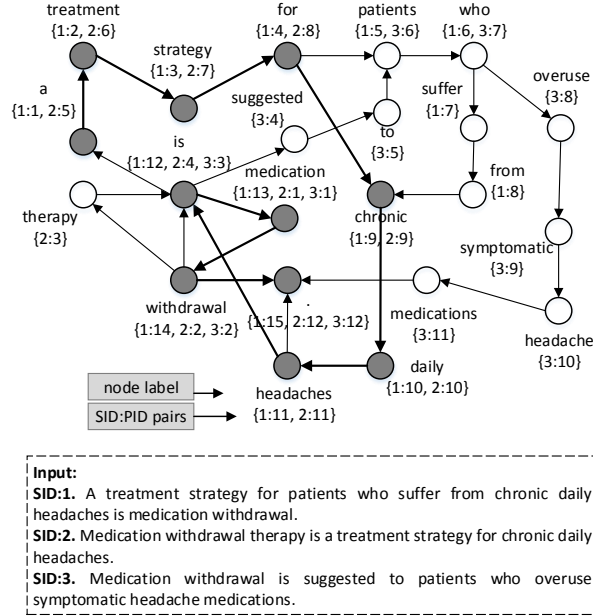 treatment
{1:2, 2:6}
strategy
{1:3, 2:7}
for
{1:4, 2:8}
patients
{1:5, 3:6}
who
{1:6, 3:7}
a
{1:1, 2:5}
suggested
{3:4}
suffer
{1:7}
overuse
{3:8}
is
{1:12, 2:4, 3:3}
to
{3:5}
medication
{1:13, 2:1, 3:1}
from
{1:8}
therapy
{2:3}
chronic
{1:9, 2:9}
symptomatic
{3:9}
withdrawal
{1:14, 2:2, 3:2}
.
{1:15, 2:12, 3:12}
medications
{3:11}
headache
{3:10}
daily
{1:10, 2:10}
headaches
{1:11, 2:11}
node label
SID:PID pairs
Input:
SID:1. A treatment strategy for patients who suffer from chronic daily
headaches is medication withdrawal.
SID:2. Medication withdrawal therapy is a treatment strategy for chronic daily
headaches.
SID:3. Medication withdrawal is suggested to patients who overuse
symptomatic headache medications.